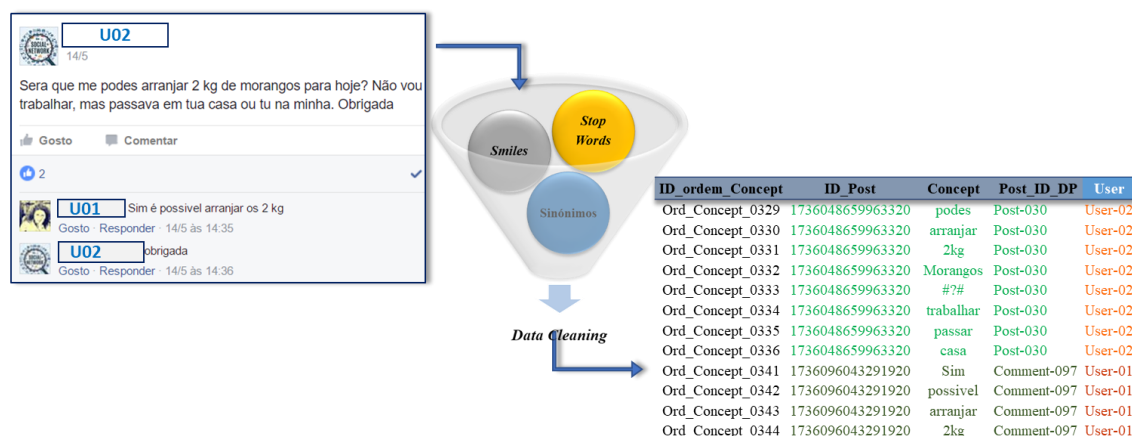 U02
14/5
Sera que me podes arranjar 2 kg de morangos para hoje? Não vou
trabalhar, mas passava em tua casa ou tu na minha. Obrigada
Gosto Comentar
2
U01 Sim é possivel arranjar os 2 kg
Gosto · Responder · 14/5 às 14:35
U02 obrigada
Gosto · Responder · 14/5 às 14:36
SOCIAL
NETWORK
Smiles
Stop
Words
Sinónimos
Data Cleaning
ID_ordem_Concept ID_Post Concept Post_ID_DP User
Ord_Concept_0329 1736048659963320 podes Post-030 User-02
Ord_Concept_0330 1736048659963320 arranjar Post-030 User-02
Ord_Concept_0331 1736048659963320 2kg Post-030 User-02
Ord_Concept_0332 1736048659963320 Morangos Post-030 User-02
Ord_Concept_0333 1736048659963320 #?# Post-030 User-02
Ord_Concept_0334 1736048659963320 trabalhar Post-030 User-02
Ord_Concept_0335 1736048659963320 passar Post-030 User-02
Ord_Concept_0336 1736048659963320 casa Post-030 User-02
Ord_Concept_0341 1736096043291920 Sim Comment-097 User-01
Ord_Concept_0342 1736096043291920 possivel Comment-097 User-01
Ord_Concept_0343 1736096043291920 arranjar Comment-097 User-01
Ord_Concept_0344 1736096043291920 2kg Comment-097 User-01